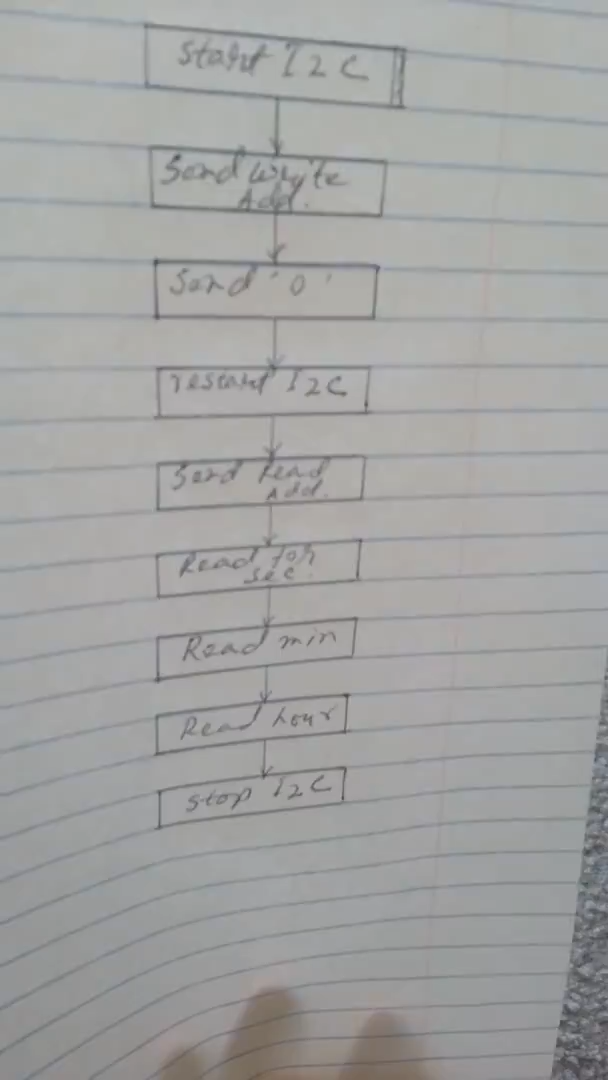 Start I2C
Send Write
Add.
Send '0'
restart I2C
Send Read
Add.
Read for
sec.
Read min
Read hour
Stop I2C